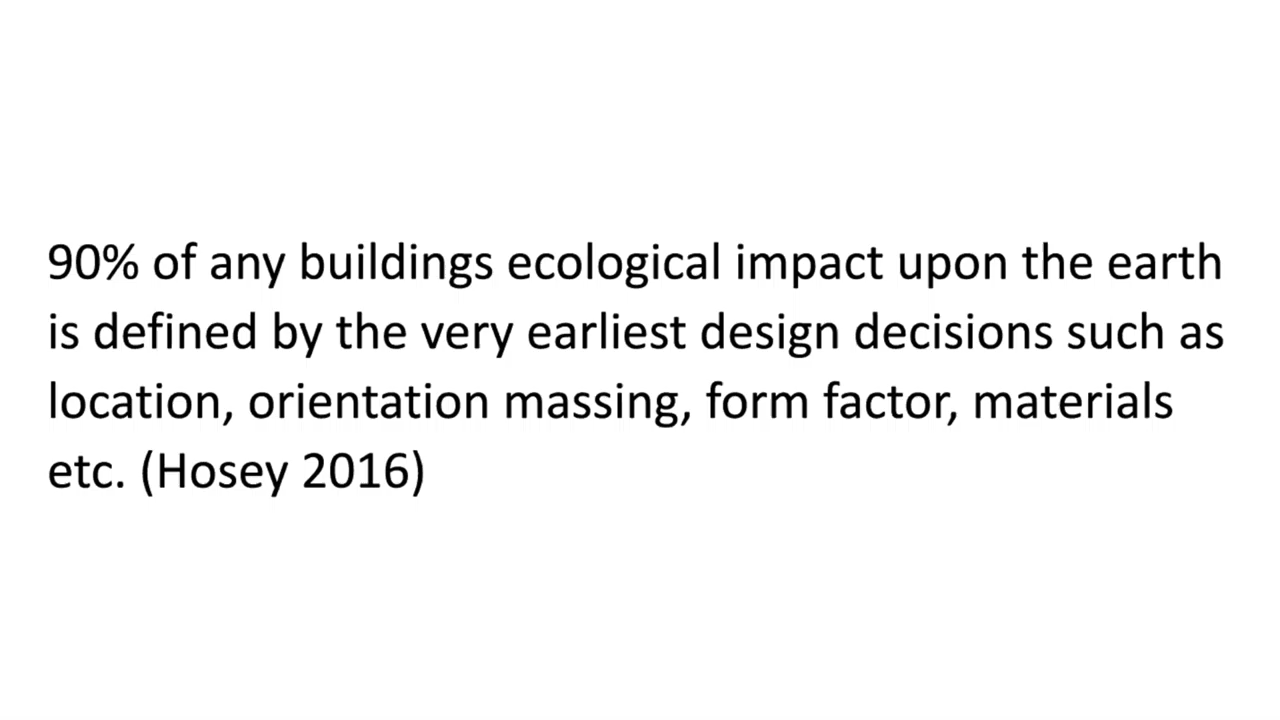 90% of any buildings ecological impact upon the earth
is defined by the very earliest design decisions such as
location, orientation massing, form factor, materials
etc. (Hosey 2016)